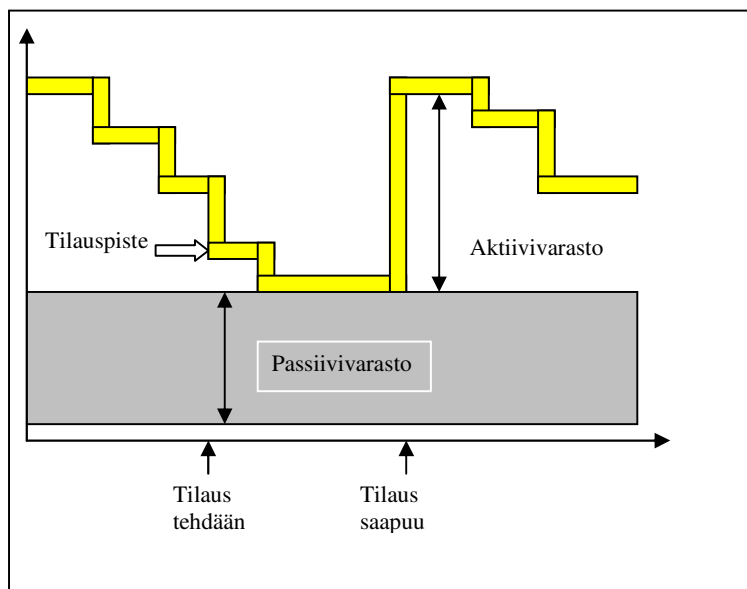 Tilauspiste
Aktiivivarasto
Passiivivarasto
Tilaus
tehdään
Tilaus
saapuu